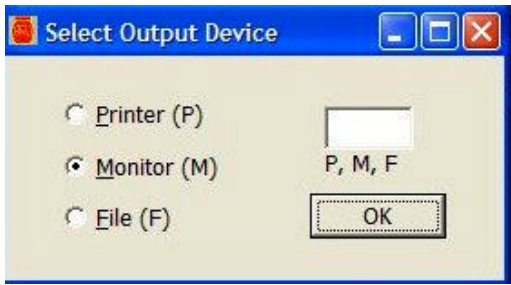 Select Output Device
Printer (P)
Monitor (M)
P, M, F
File (F)
OK